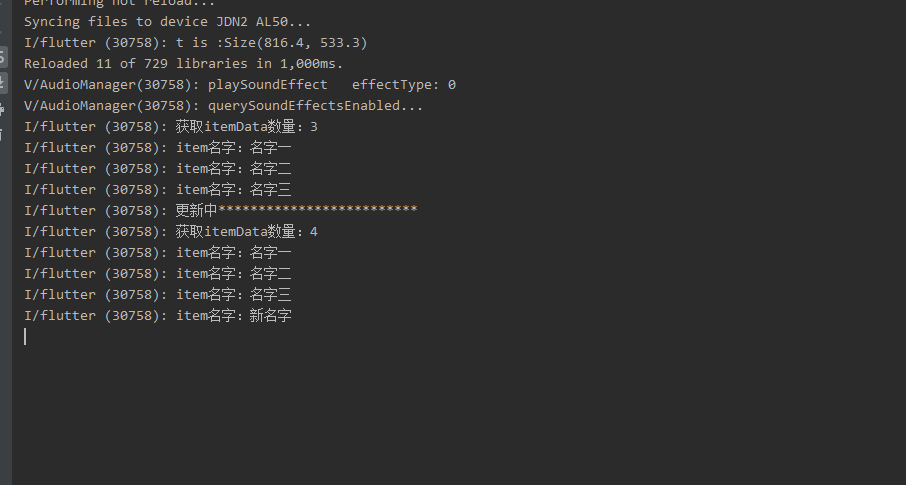 Performing hot reload...
Syncing files to device JDN2 AL50...
I/flutter (30758): t is :Size(816.4, 533.3)
Reloaded 11 of 729 libraries in 1,000ms.
V/AudioManager(30758): playSoundEffect   effectType: 0
V/AudioManager(30758): querySoundEffectsEnabled...
I/flutter (30758): 获取itemData数量：3
I/flutter (30758): item名字：名字一
I/flutter (30758): item名字：名字二
I/flutter (30758): item名字：名字三
I/flutter (30758): 更新中*************************
I/flutter (30758): 获取itemData数量：4
I/flutter (30758): item名字：名字一
I/flutter (30758): item名字：名字二
I/flutter (30758): item名字：名字三
I/flutter (30758): item名字：新名字